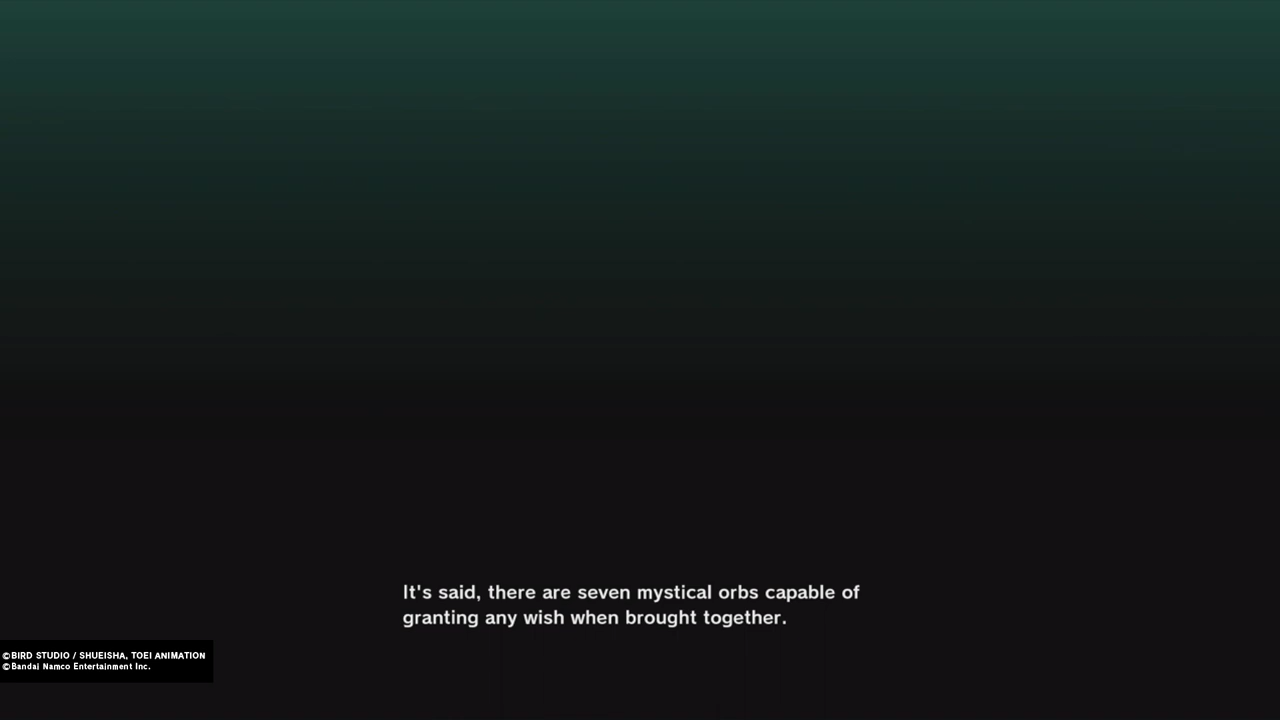 It's said, there are seven mystical orbs capable of
granting any wish when brought together.
©BIRD STUDIO / SHUEISHA, TOEI ANIMATION
©Bandai Namco Entertainment Inc.